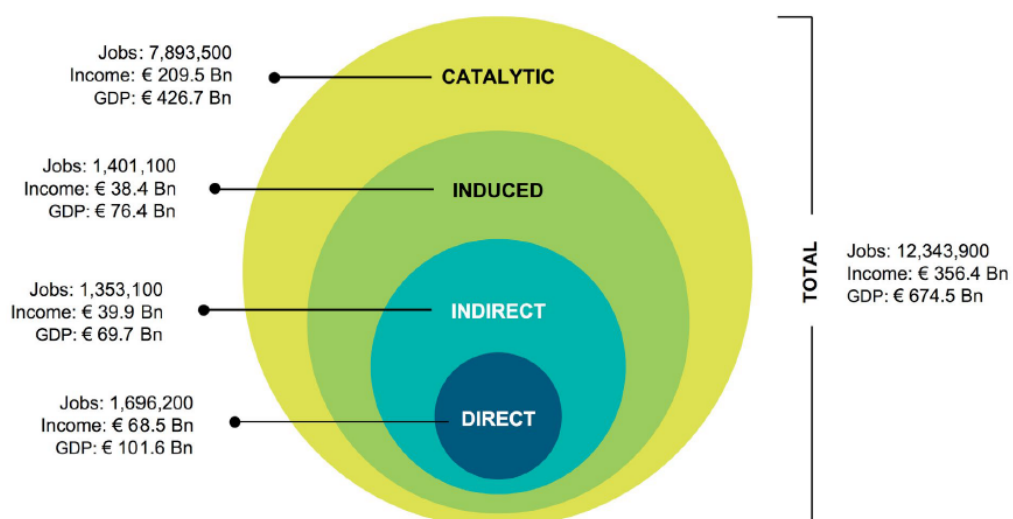 Jobs: 7,893,500
Income: € 209.5 Bn
GDP: € 426.7 Bn
CATALYTIC
Jobs: 1,401,100
Income: € 38.4 Bn
GDP: € 76.4 Bn
INDUCED
Jobs: 1,353,100
Income: € 39.9 Bn
GDP: € 69.7 Bn
INDIRECT
Jobs: 1,696,200
Income: € 68.5 Bn
GDP: € 101.6 Bn
DIRECT
TOTAL
Jobs: 12,343,900
Income: € 356.4 Bn
GDP: € 674.5 Bn